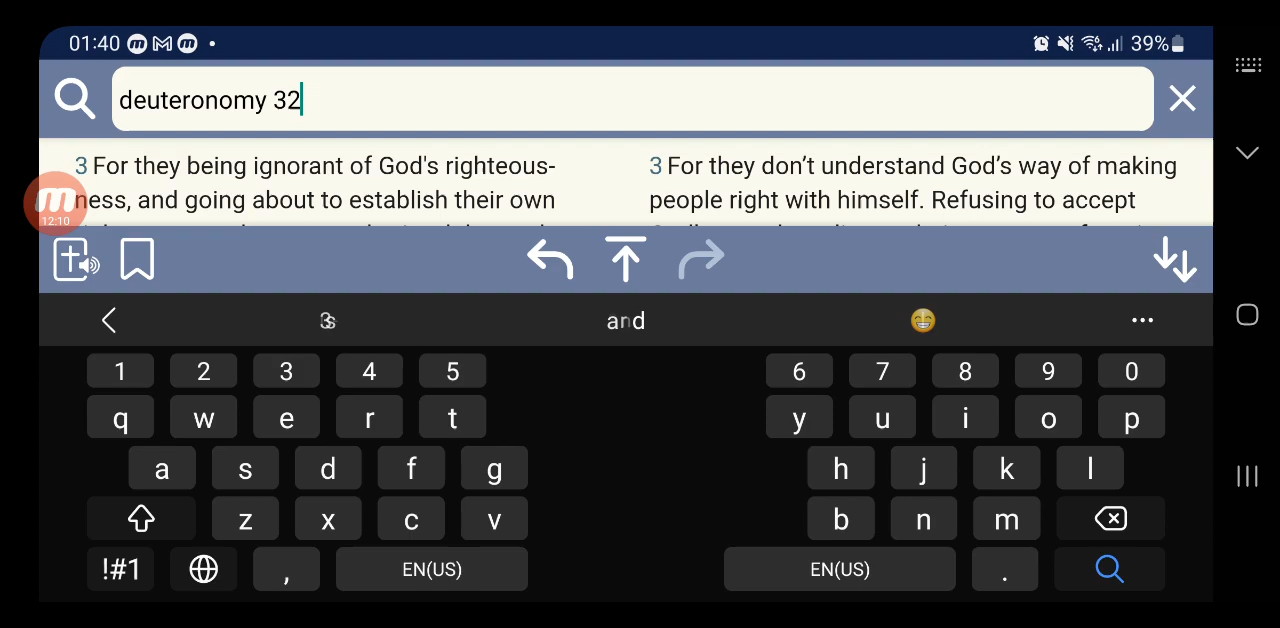 01:40
39%
deuteronomy 32
3 For they being ignorant of God's righteous-
ness, and going about to establish their own
3 For they don’t understand God’s way of making
people right with himself. Refusing to accept
12:10
and
1 2 3 4 5 6 7 8 9 0
q w e r t y u i o p
a s d f g h j k l
z x c v b n m
!#1 , EN(US) EN(US) .